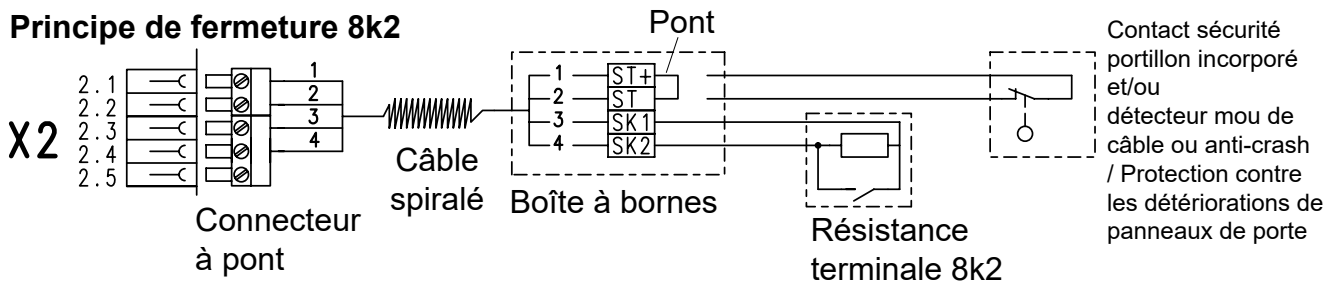 Principe de fermeture 8k2
X2
2.1
2.2
2.3
2.4
2.5
1
2
3
4
Connecteur
à pont
Câble
spiralé
Pont
1
2
3
4
ST+
ST
SK1
SK2
Boîte à bornes
Résistance
terminale 8k2
Contact sécurité
portillon incorporé
et/ou
détecteur mou de
câble ou anti-crash
/ Protection contre
les détériorations de
panneaux de porte